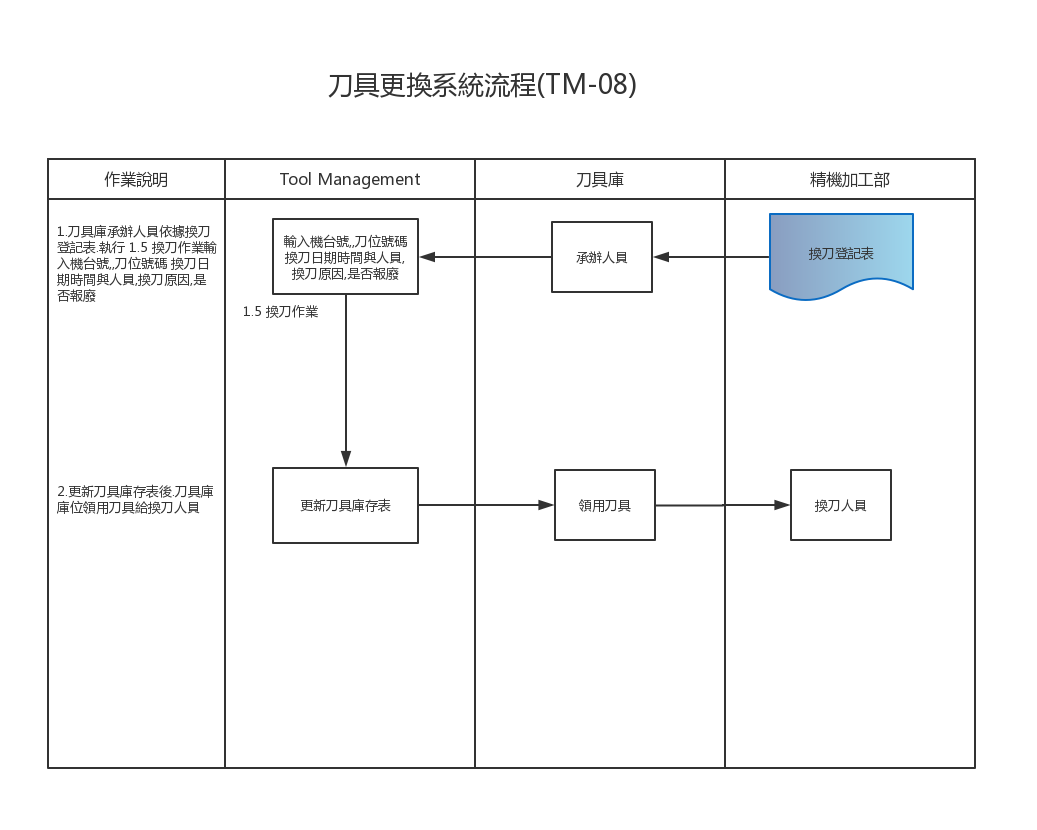 刀具更換系統流程(TM-08)
作業說明
Tool Management
刀具庫
精機加工部
1.刀具庫承辦人員依據換刀
登記表.執行 1.5 換刀作業輸
入機台號,,刀位號碼 換刀日
期時間與人員,換刀原因,是
否報廢
輸入機台號,,刀位號碼
換刀日期時間與人員,
換刀原因,是否報廢
承辦人員
換刀登記表
1.5 換刀作業
2.更新刀具庫存表後.刀具庫
庫位領用刀具給換刀人員
更新刀具庫存表
領用刀具
換刀人員